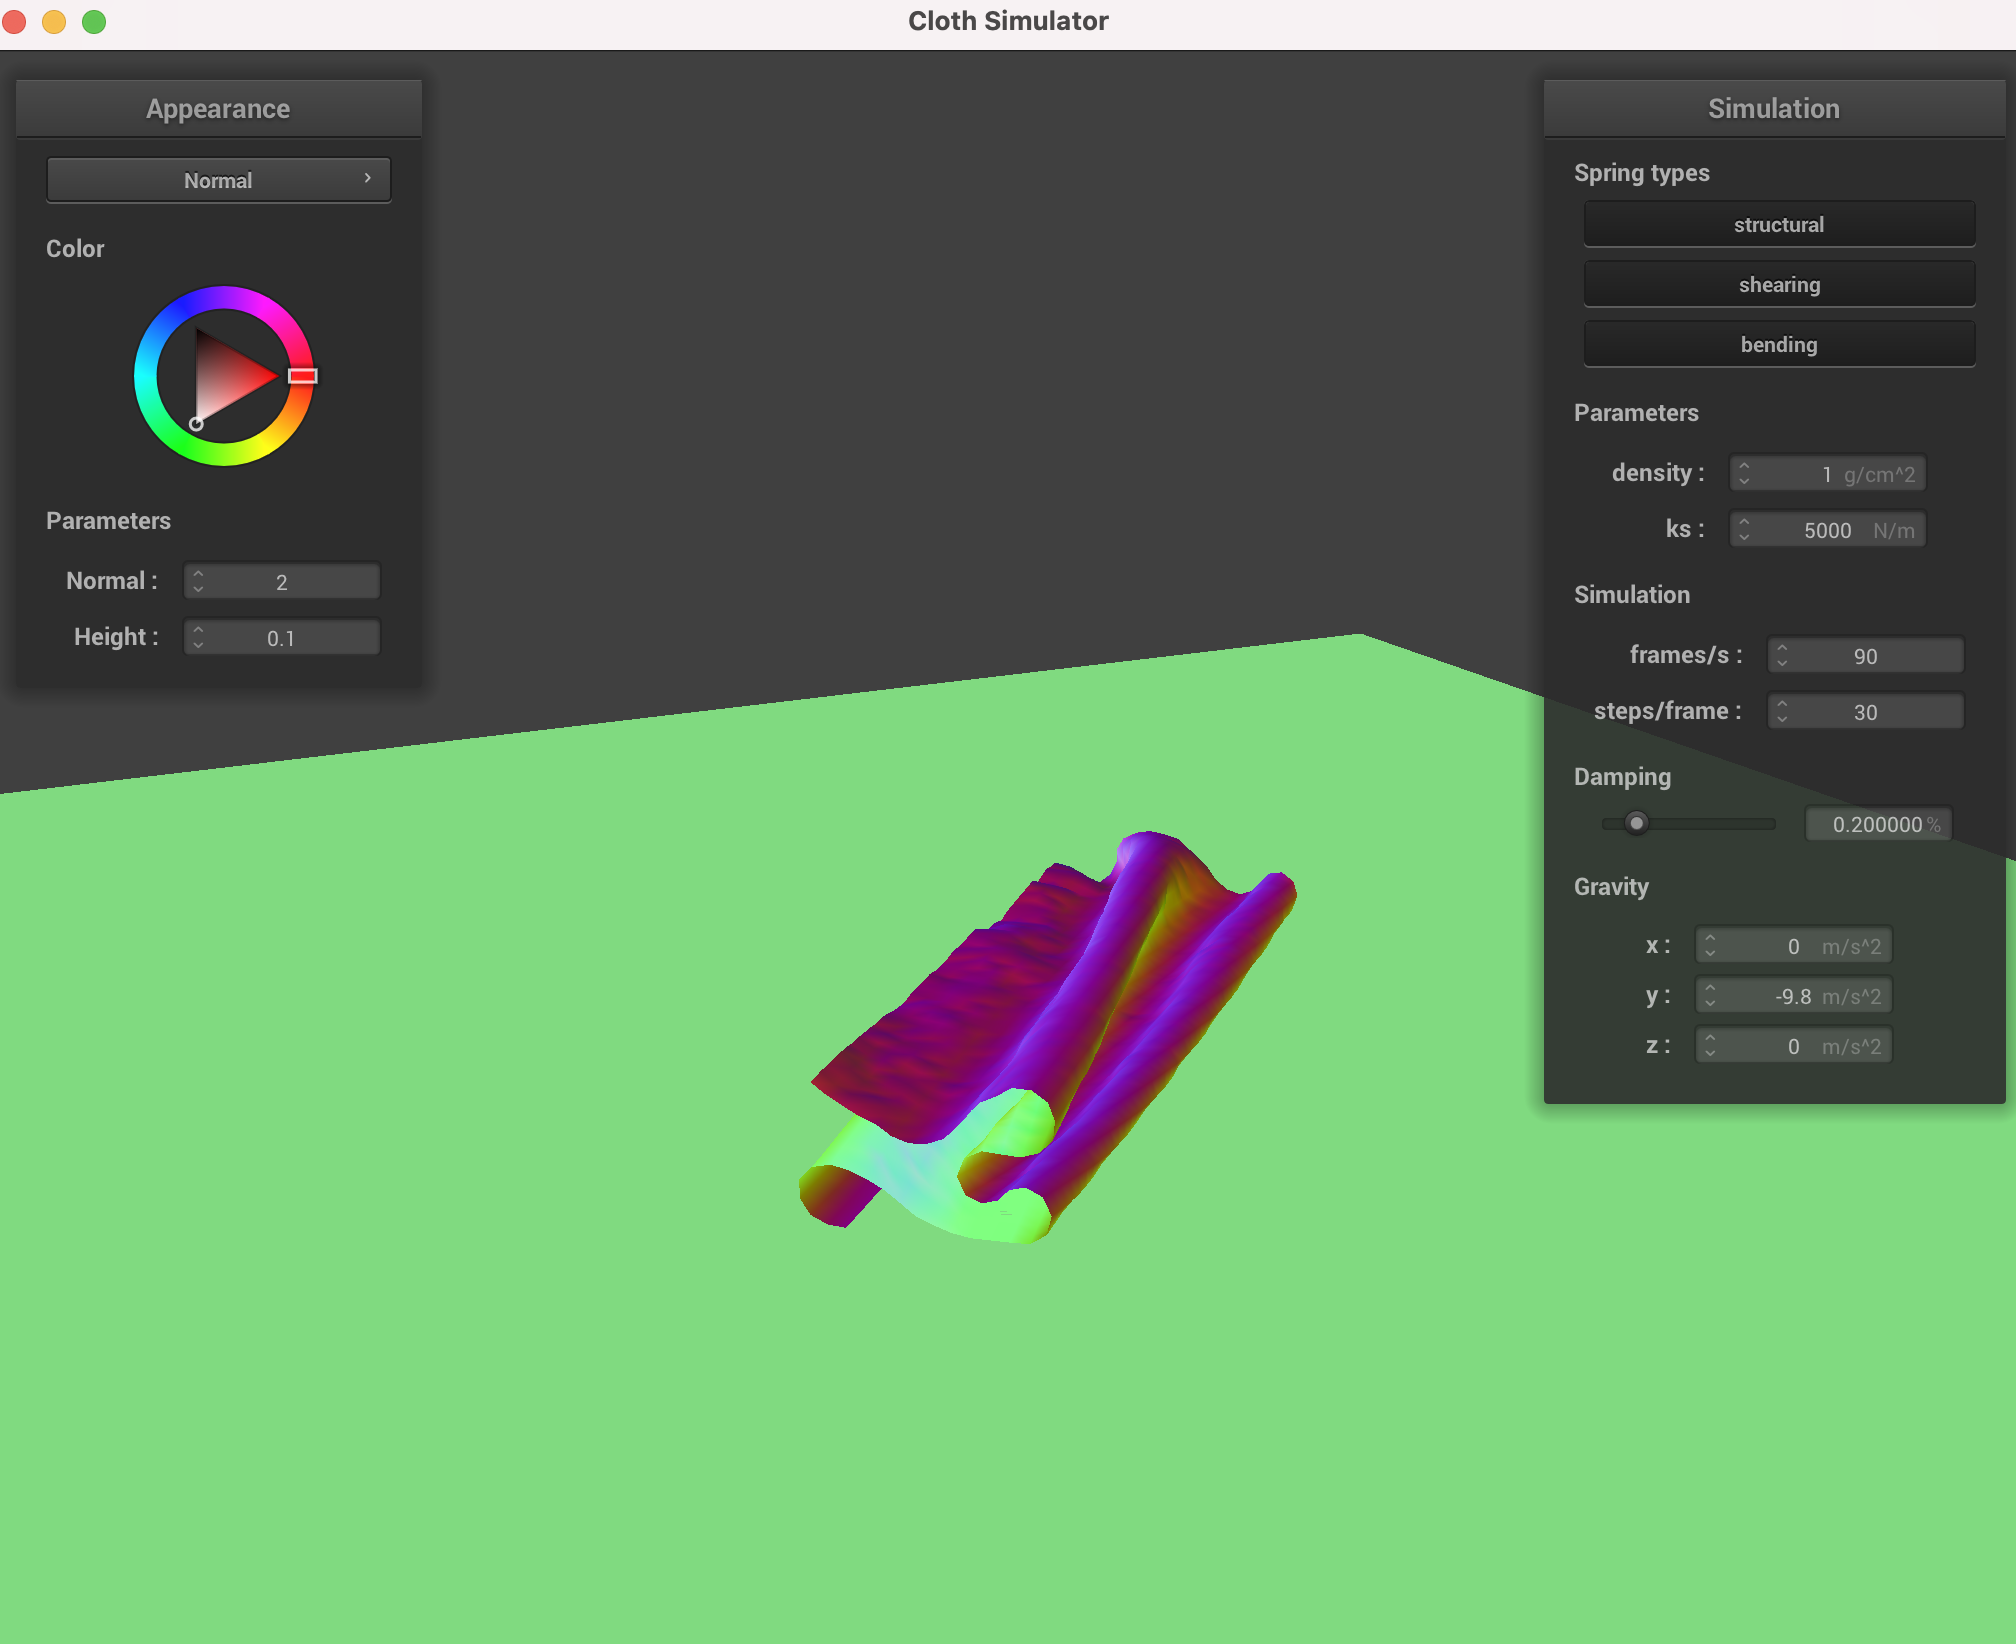 Cloth Simulator
Appearance
Normal
Color
Parameters
Normal : 2
Height : 0.1
Simulation
Spring types
structural
shearing
bending
Parameters
density : 1 g/cm^2
ks : 5000 N/m
Simulation
frames/s : 90
steps/frame : 30
Damping
0.200000 %
Gravity
x : 0 m/s^2
y : -9.8 m/s^2
z : 0 m/s^2